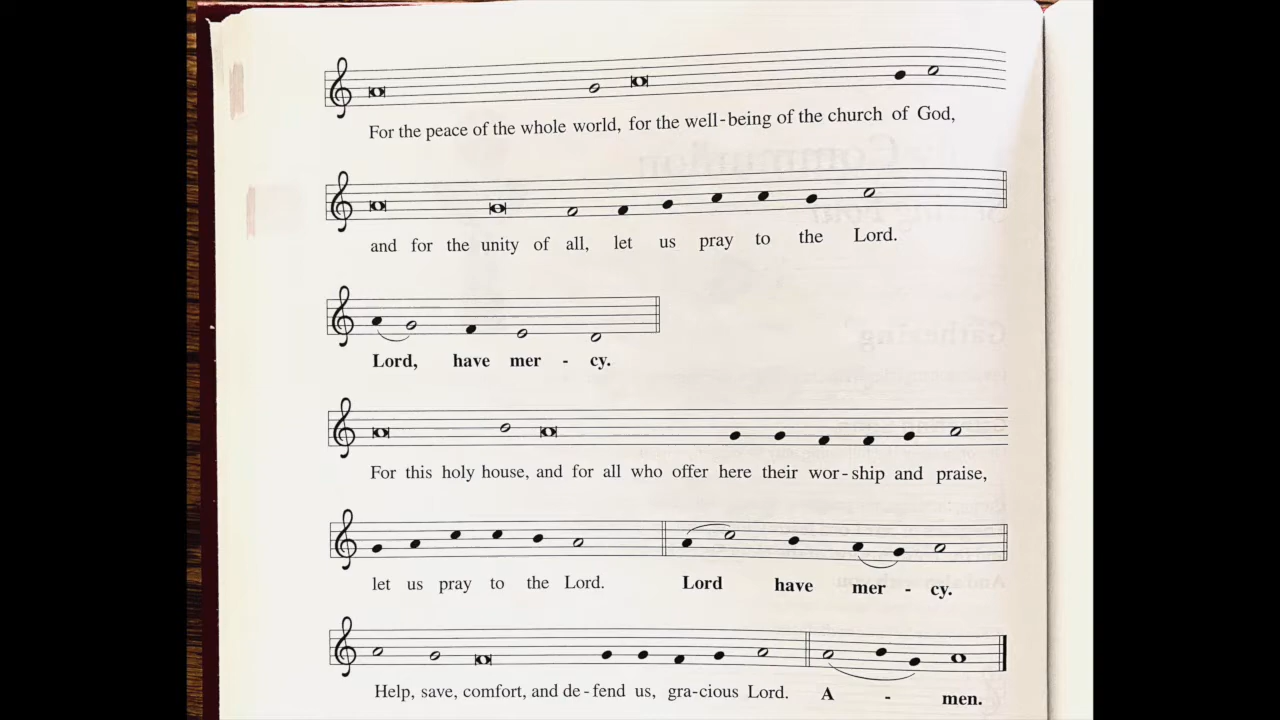 For the peace of the whole world, for the well-being of the church of God,
and for the unity of all, let us pray to the Lord.
Lord, have mer - cy.
For this holy house, and for all who offer here their wor-ship and praise,
let us pray to the Lord. Lord have mer - cy.
Help, save, comfort, and de-fend us, gra-cious Lord. A - men.